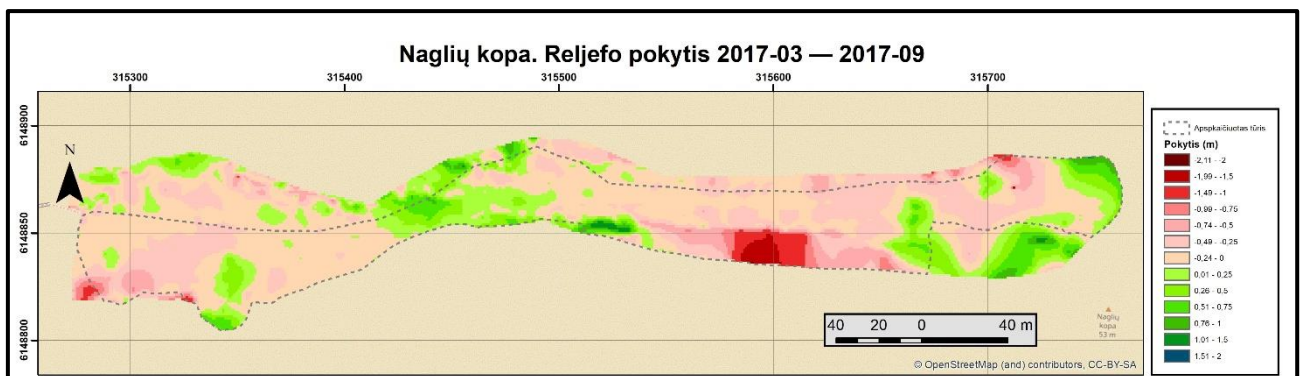 Naglių kopa. Reljefo pokytis 2017-03 — 2017-09
315300 315400 315500 315600 315700
6148900
6148850
6148800
N
Naglių
kopa
53 m
40 20 0 40 m
© OpenStreetMap (and) contributors, CC-BY-SA
Apspkaičiuotas tūris
Pokytis (m)
-2,11 - -2
-1,99 - -1,5
-1,49 - -1
-0,99 - -0,75
-0,74 - -0,5
-0,49 - -0,25
-0,24 - 0
0,01 - 0,25
0,26 - 0,5
0,51 - 0,75
0,76 - 1
1,01 - 1,5
1,51 - 2